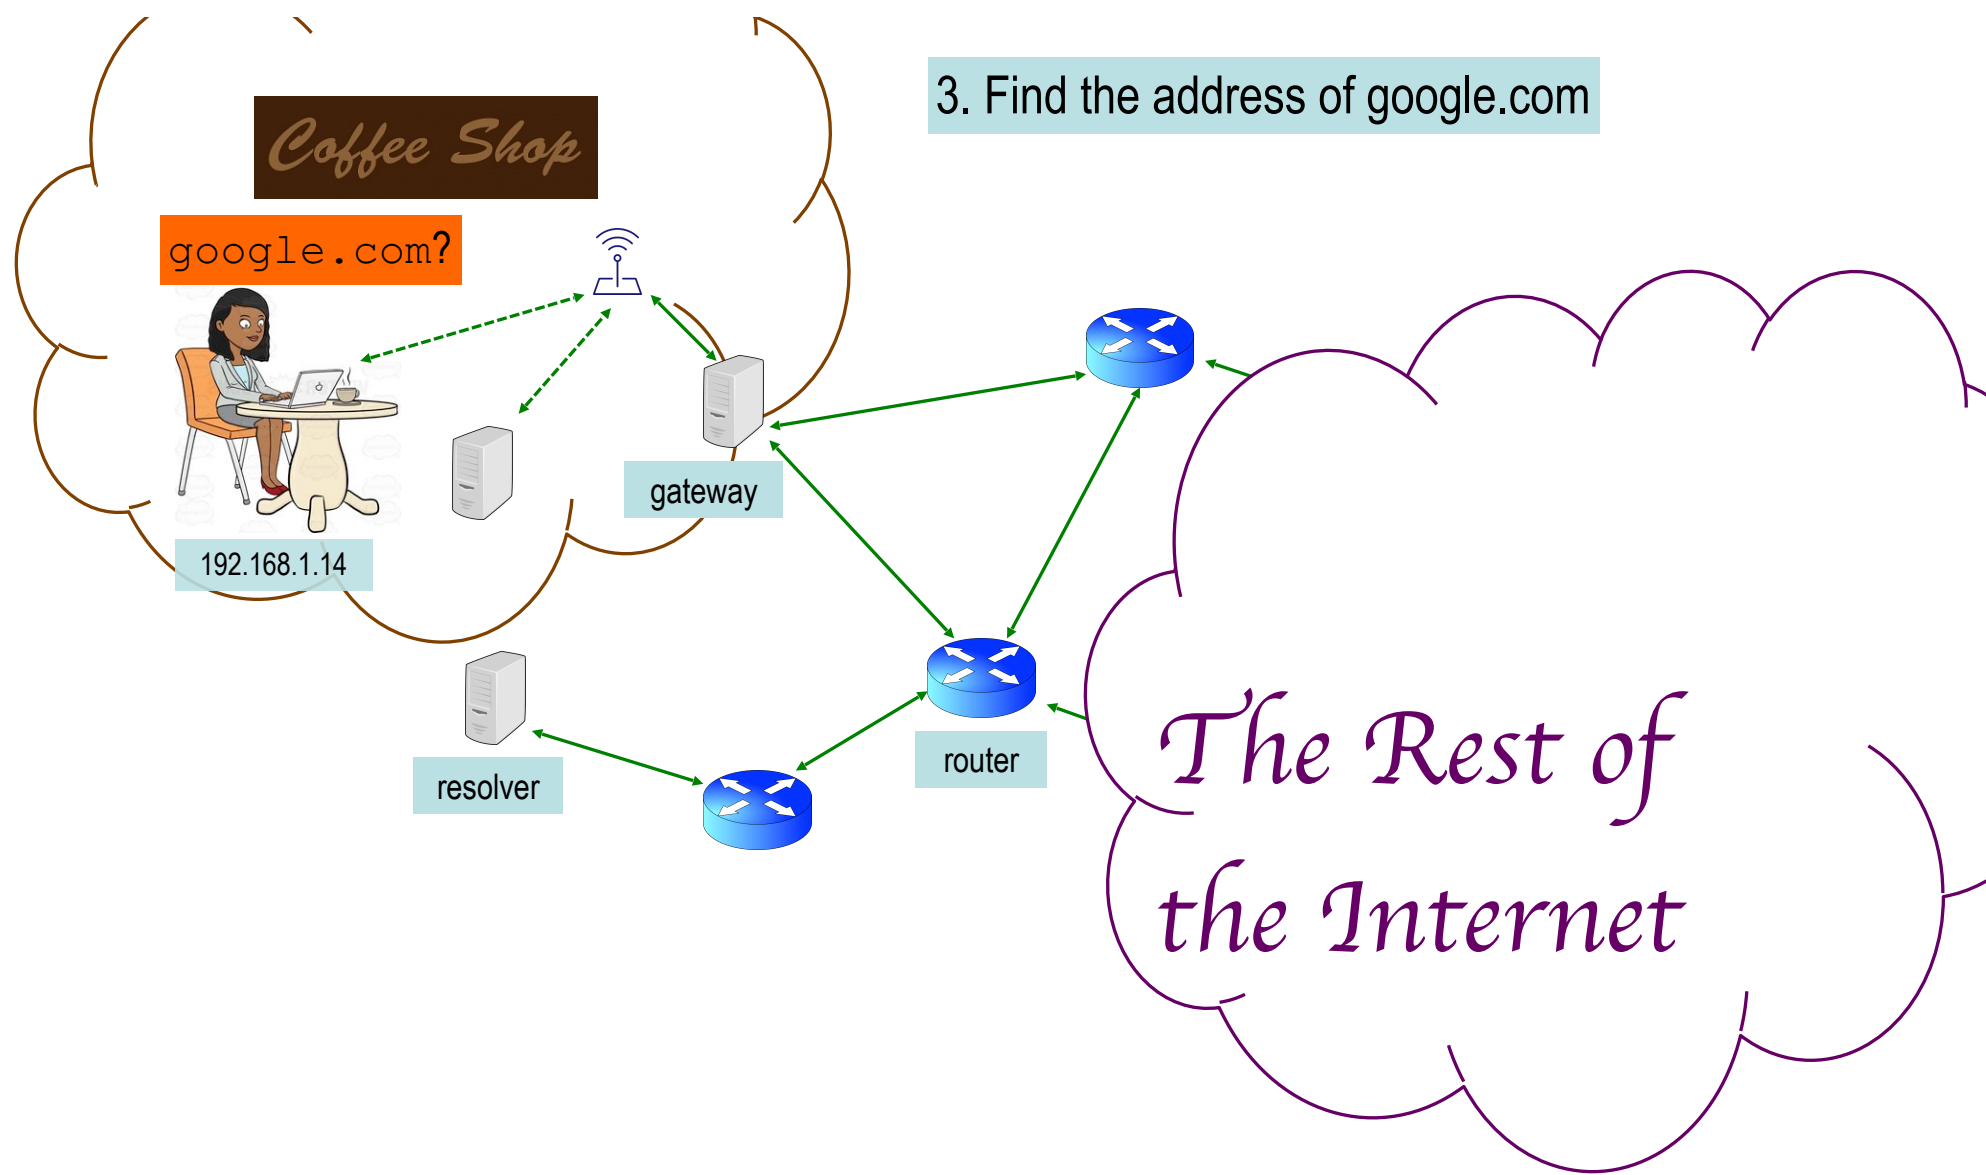 3. Find the address of google.com
Coffee Shop
google.com?
gateway
192.168.1.14
resolver
router
The Rest of
the Internet